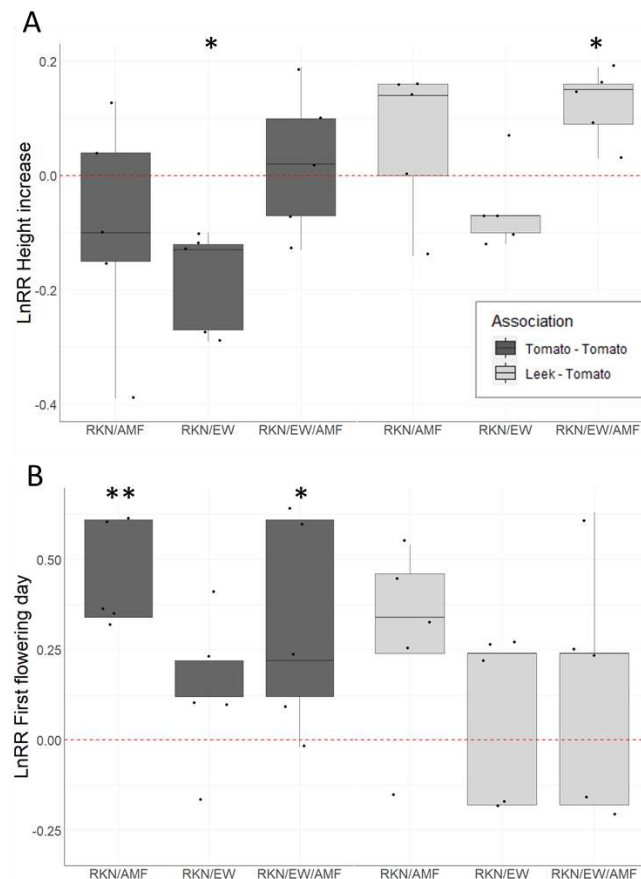 A
*
*
LnRR Height increase
0.2
0.0
-0.2
-0.4
Association
Tomato - Tomato
Leek - Tomato
RKN/AMF RKN/EW RKN/EW/AMF RKN/AMF RKN/EW RKN/EW/AMF
B
**
*
LnRR First flowering day
0.50
0.25
0.00
-0.25
RKN/AMF RKN/EW RKN/EW/AMF RKN/AMF RKN/EW RKN/EW/AMF